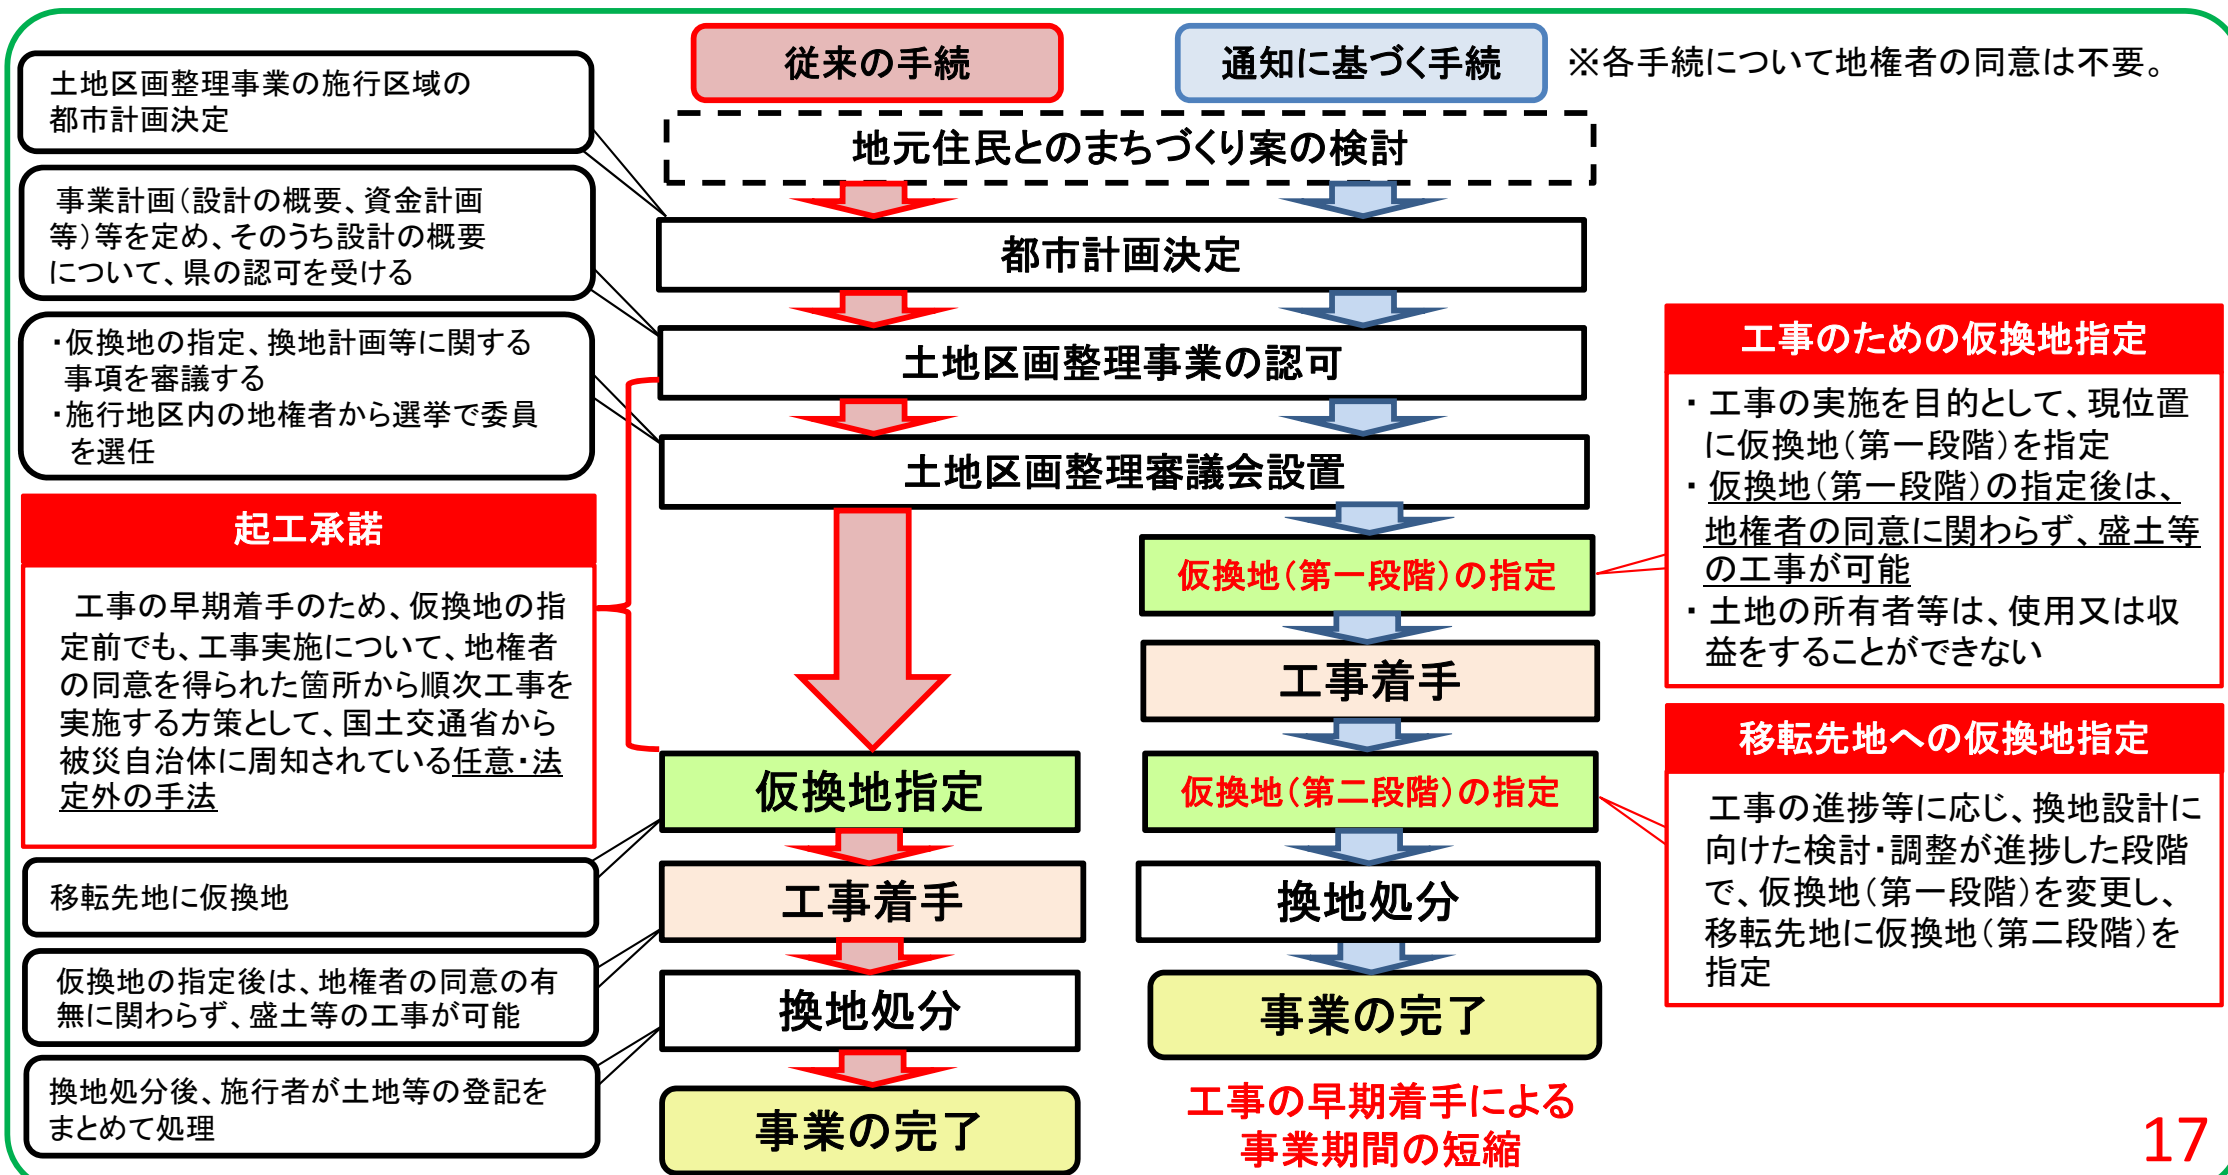 従来の手続
通知に基づく手続
※各手続について地権者の同意は不要。
土地区画整理事業の施行区域の
都市計画決定
事業計画（設計の概要、資金計画
等）等を定め、そのうち設計の概要
について、県の認可を受ける
・仮換地の指定、換地計画等に関する
事項を審議する
・施行地区内の地権者から選挙で委員
を選任
起工承諾
工事の早期着手のため、仮換地の指
定前でも、工事実施について、地権者
の同意を得られた箇所から順次工事を
実施する方策として、国土交通省から
被災自治体に周知されている任意・法
定外の手法
移転先地に仮換地
仮換地の指定後は、地権者の同意の有
無に関わらず、盛土等の工事が可能
換地処分後、施行者が土地等の登記を
まとめて処理
地元住民とのまちづくり案の検討
都市計画決定
土地区画整理事業の認可
土地区画整理審議会設置
仮換地指定
工事着手
換地処分
事業の完了
仮換地（第一段階）の指定
工事着手
仮換地（第二段階）の指定
換地処分
事業の完了
工事の早期着手による
事業期間の短縮
工事のための仮換地指定
・ 工事の実施を目的として、現位置
に仮換地（第一段階）を指定
・ 仮換地（第一段階）の指定後は、
地権者の同意に関わらず、盛土等
の工事が可能
・ 土地の所有者等は、使用又は収
益をすることができない
移転先地への仮換地指定
工事の進捗等に応じ、換地設計に
向けた検討・調整が進捗した段階
で、仮換地（第一段階）を変更し、
移転先地に仮換地（第二段階）を
指定
17